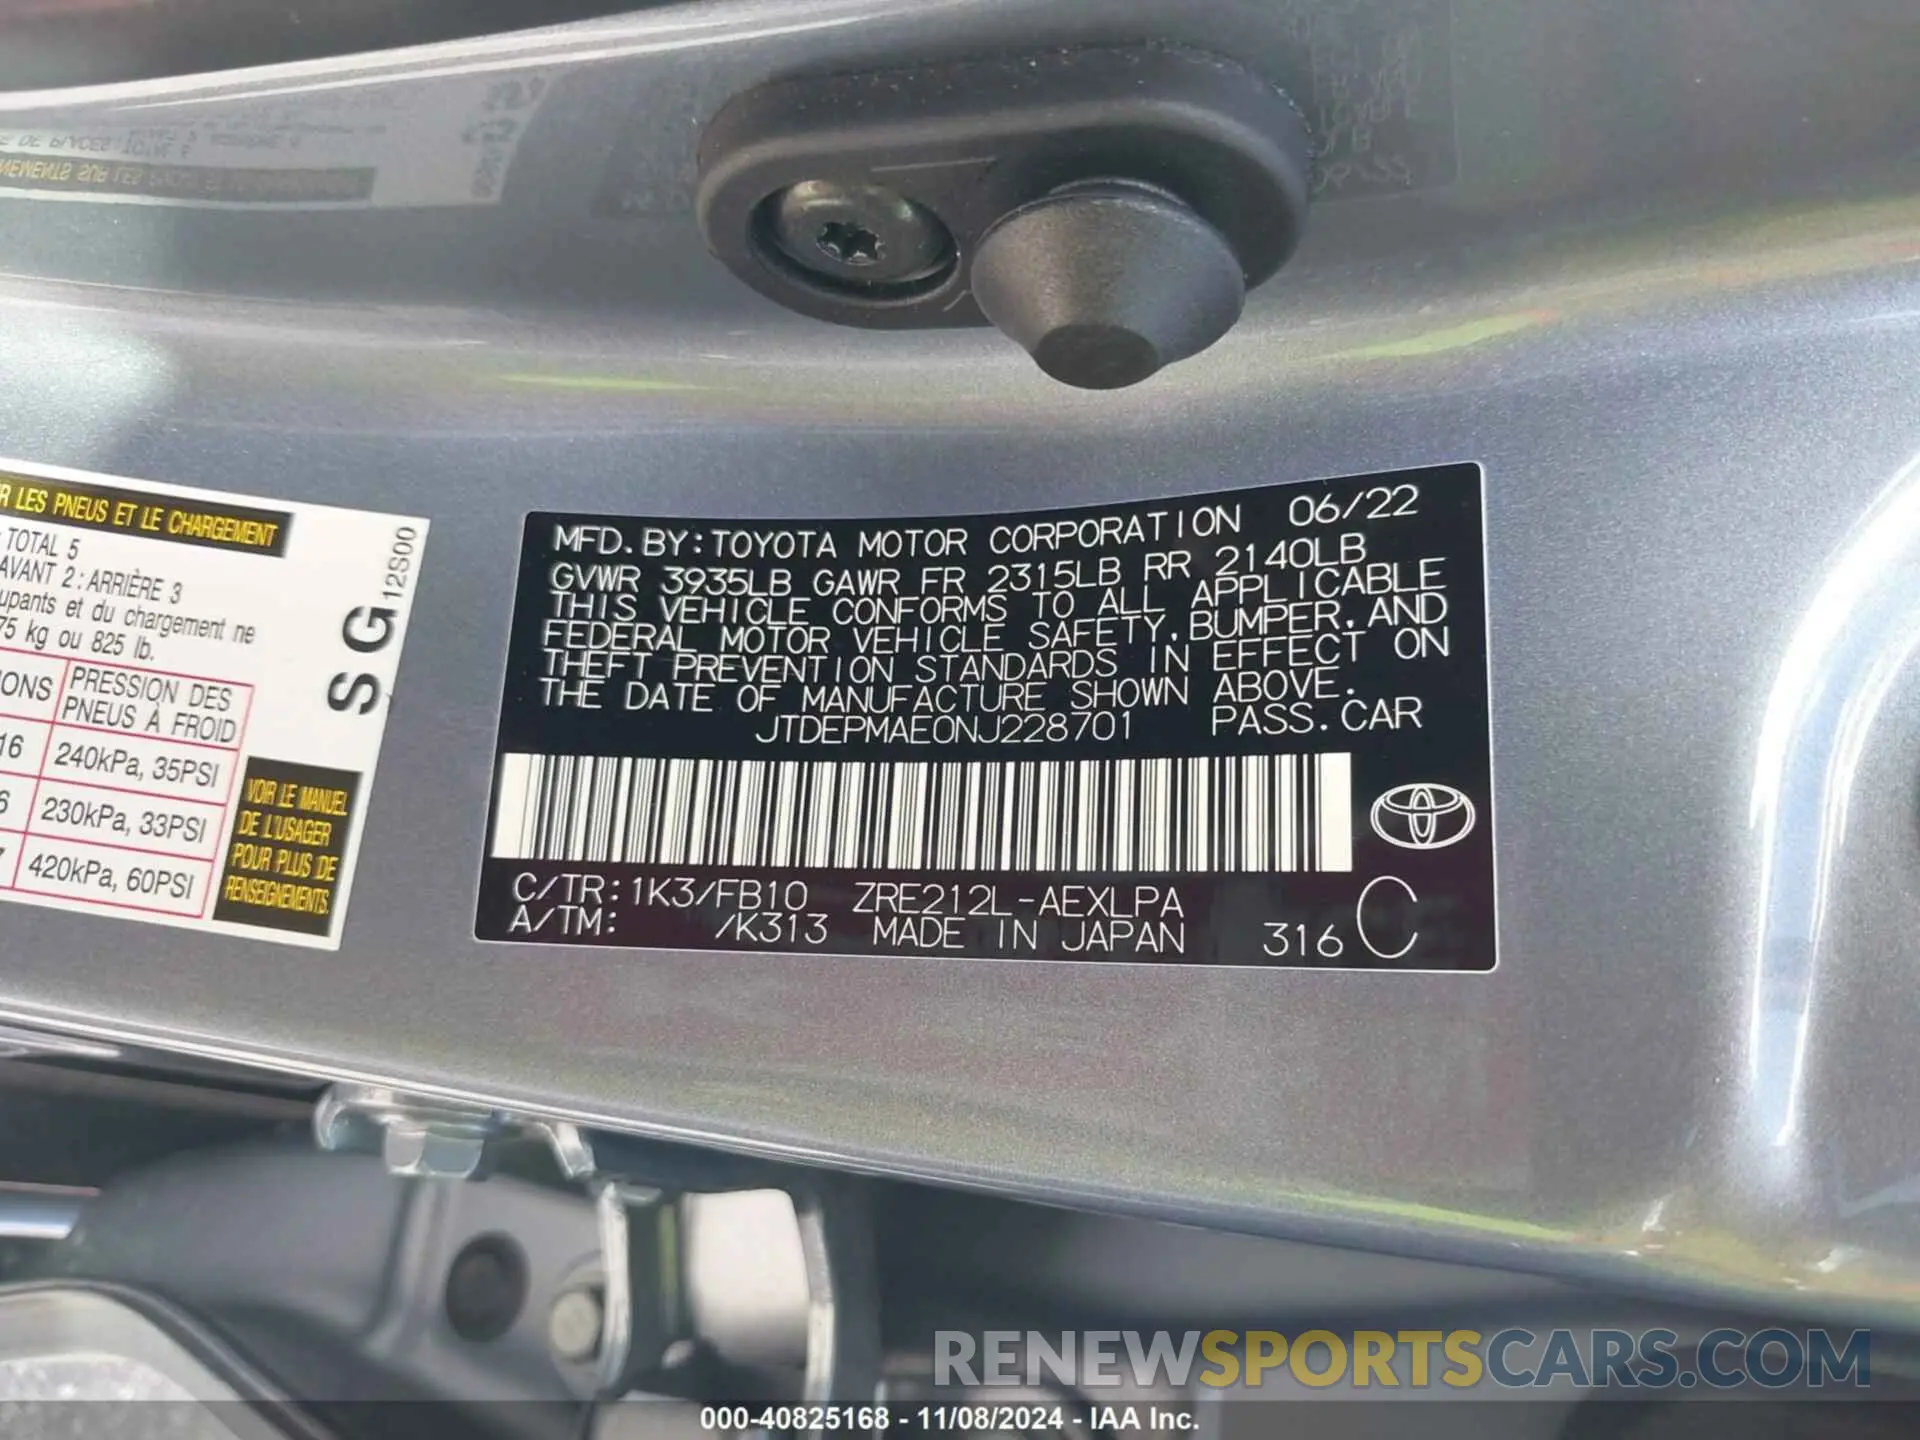 R LES PNEUS ET LE CHARGEMENT
TOTAL 5
AVANT 2 : ARRIÈRE 3
upants et du chargement ne
75 kg ou 825 lb.
IONS PRESSION DES PNEUS À FROID
16 240kPa, 35PSI
6 230kPa, 33PSI
7 420kPa, 60PSI
SG 12S00
VOIR LE MANUEL
DE L'USAGER
POUR PLUS DE
RENSEIGNEMENTS.
MFD. BY: TOYOTA MOTOR CORPORATION 06/22
GVWR 3935LB GAWR FR 2315LB RR 2140LB
THIS VEHICLE CONFORMS TO ALL APPLICABLE
FEDERAL MOTOR VEHICLE SAFETY, BUMPER, AND
THEFT PREVENTION STANDARDS IN EFFECT ON
THE DATE OF MANUFACTURE SHOWN ABOVE.
JTDEPMAE0NJ228701 PASS. CAR
C/TR: 1K3/FB10 ZRE212L-AEXLPA
A/TM: /K313 MADE IN JAPAN 316 C
RENEWSPORTSCARS.COM
000-40825168 - 11/08/2024 - IAA Inc.